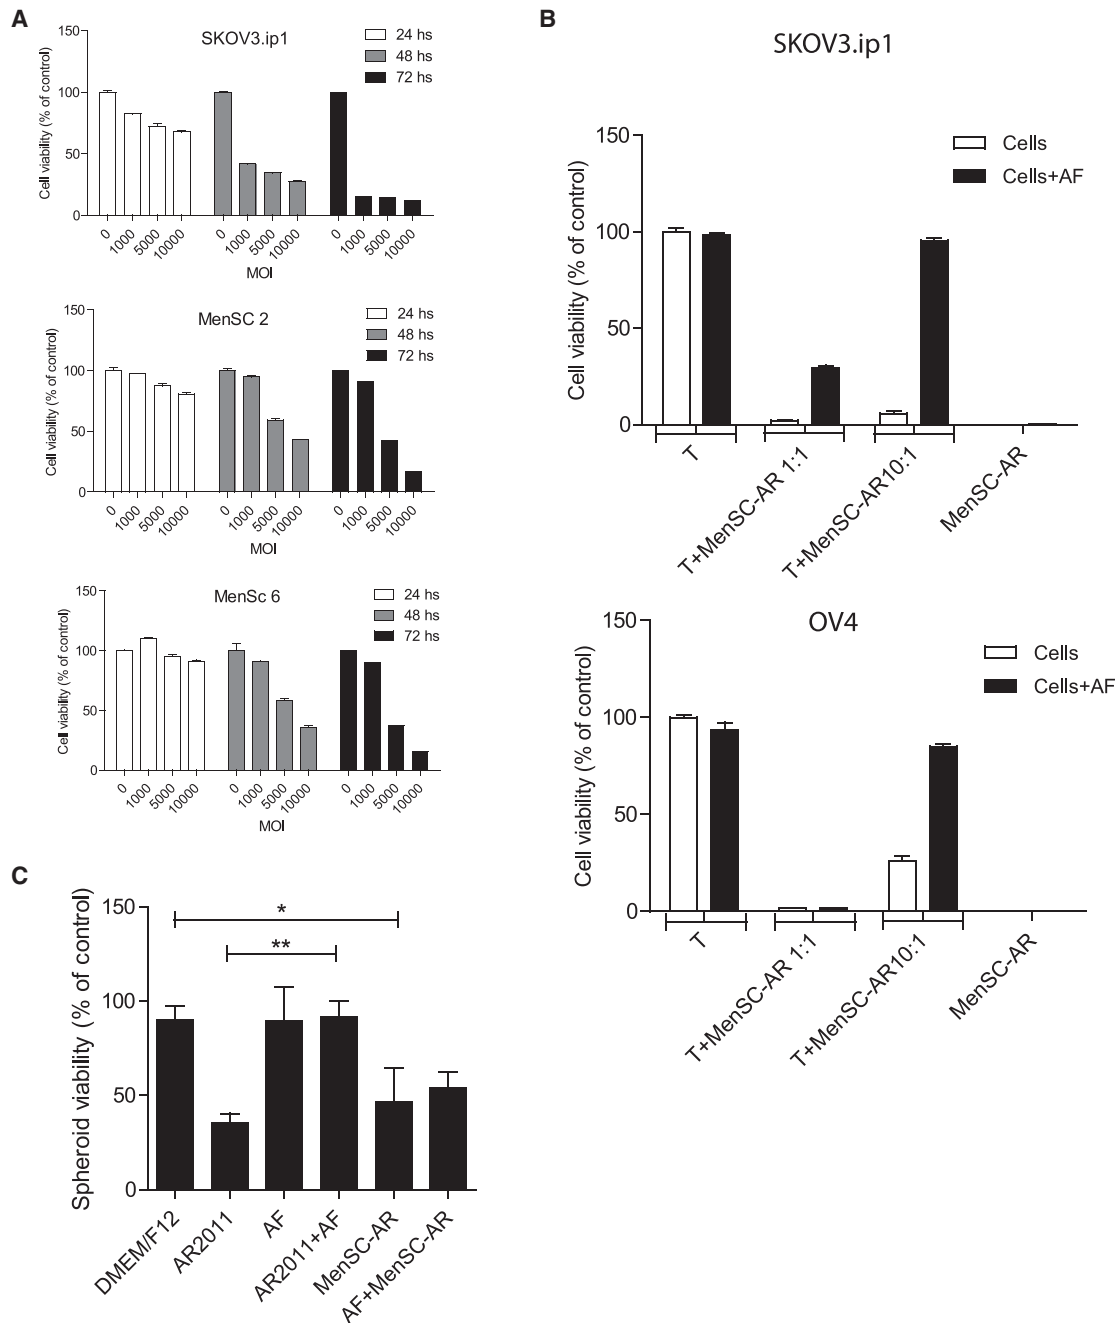 A
SKOV3.ip1
24 hs
48 hs
72 hs
Cell viability (% of control)
150
100
50
0
0 1000 5000 10000 0 1000 5000 10000 0 1000 5000 10000
MOI
MenSC 2
24 hs
48 hs
72 hs
Cell viability (% of control)
150
100
50
0
0 1000 5000 10000 0 1000 5000 10000 0 1000 5000 10000
MOI
MenSc 6
24 hs
48 hs
72 hs
Cell viability (% of control)
150
100
50
0
0 1000 5000 10000 0 1000 5000 10000 0 1000 5000 10000
MOI
B
SKOV3.ip1
Cells
Cells+AF
Cell viability (% of control)
150
100
50
0
T
T+MenSC-AR 1:1
T+MenSC-AR10:1
MenSC-AR
OV4
Cells
Cells+AF
Cell viability (% of control)
150
100
50
0
T
T+MenSC-AR 1:1
T+MenSC-AR10:1
MenSC-AR
C
Spheroid viability (% of control)
150
100
50
0
*
**
DMEM/F12
AR2011
AF
AR2011+AF
MenSC-AR
AF+MenSC-AR